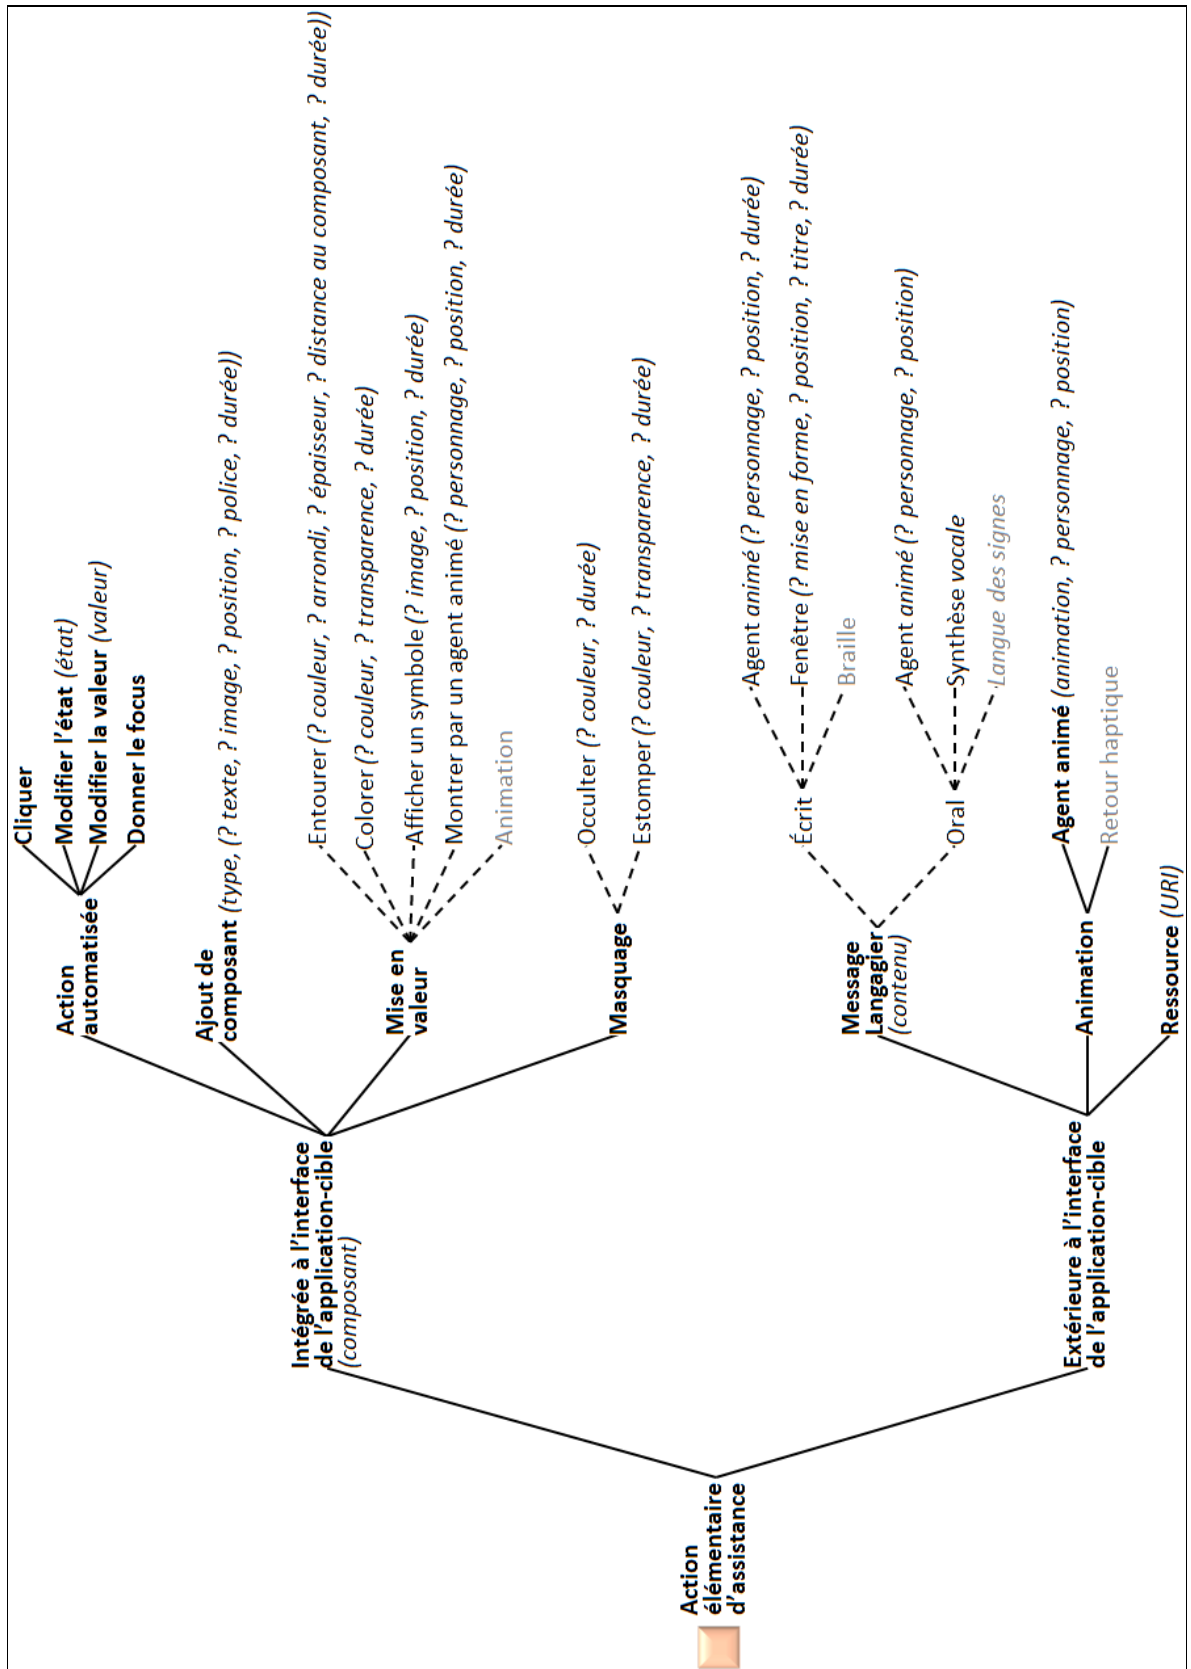 Action
élémentaire
d'assistance
Intégrée à l'interface
de l'application-cible
(composant)
Action
automatisée
Cliquer
Modifier l'état (état)
Modifier la valeur (valeur)
Donner le focus
Ajout de
composant (type, (? texte, ? image, ? position, ? police, ? durée))
Mise en
valeur
Entourer (? couleur, ? arrondi, ? épaisseur, ? distance au composant, ? durée))
Colorer (? couleur, ? transparence, ? durée)
Afficher un symbole (? image, ? position, ? durée)
Montrer par un agent animé (? personnage, ? position, ? durée)
Animation
Masquage
Occulter (? couleur, ? durée)
Estomper (? couleur, ? transparence, ? durée)
Extérieure à l'interface
de l'application-cible
Message
Langagier
(contenu)
Écrit
Agent animé (? personnage, ? position, ? durée)
Fenêtre (? mise en forme, ? position, ? titre, ? durée)
Braille
Oral
Agent animé (? personnage, ? position)
Synthèse vocale
Langue des signes
Animation
Agent animé (animation, ? personnage, ? position)
Retour haptique
Ressource (URI)